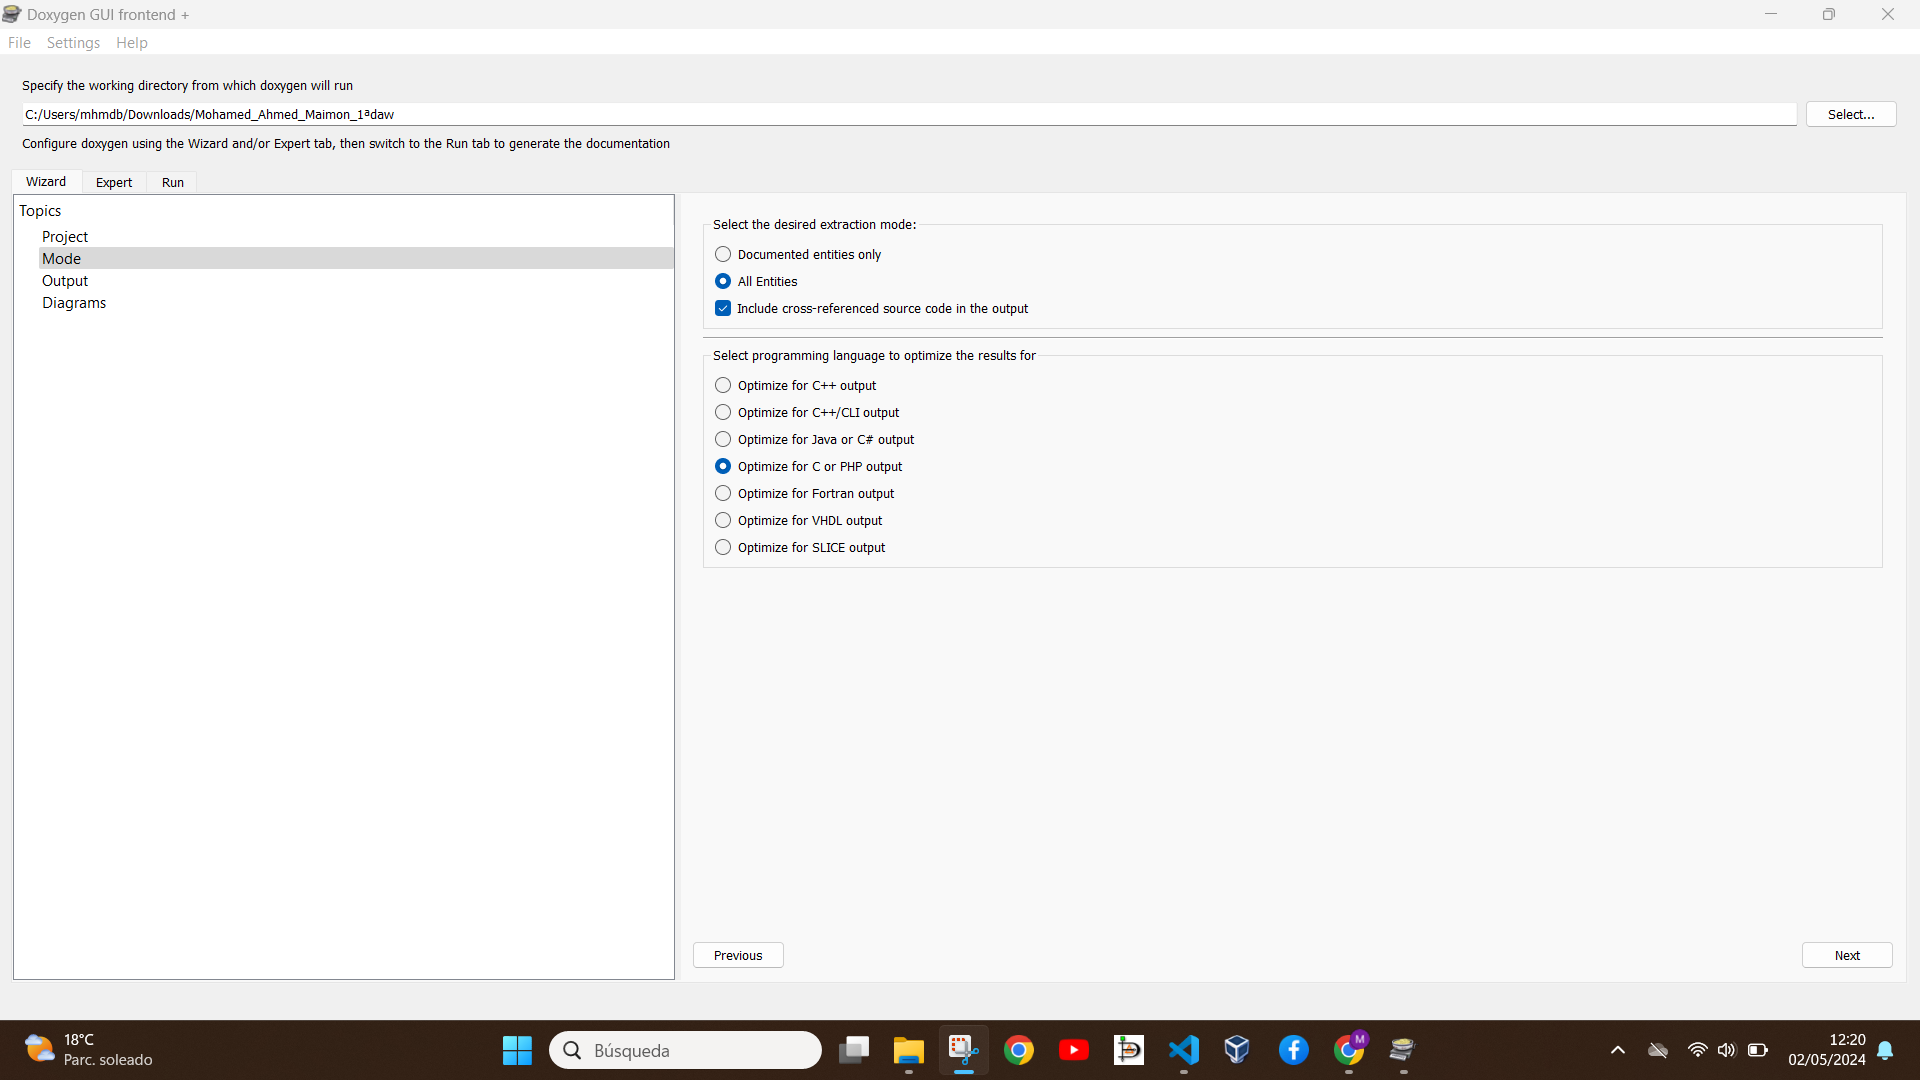 Doxygen GUI frontend +
File Settings Help
Specify the working directory from which doxygen will run
C:/Users/mhmdb/Downloads/Mohamed_Ahmed_Maimon_1ªdaw
Select...
Configure doxygen using the Wizard and/or Expert tab, then switch to the Run tab to generate the documentation
Wizard Expert Run
Topics
Project
Mode
Output
Diagrams
Select the desired extraction mode:
Documented entities only
All Entities
Include cross-referenced source code in the output
Select programming language to optimize the results for
Optimize for C++ output
Optimize for C++/CLI output
Optimize for Java or C# output
Optimize for C or PHP output
Optimize for Fortran output
Optimize for VHDL output
Optimize for SLICE output
Previous
Next
18°C
Parc. soleado
Búsqueda
M
12:20
02/05/2024